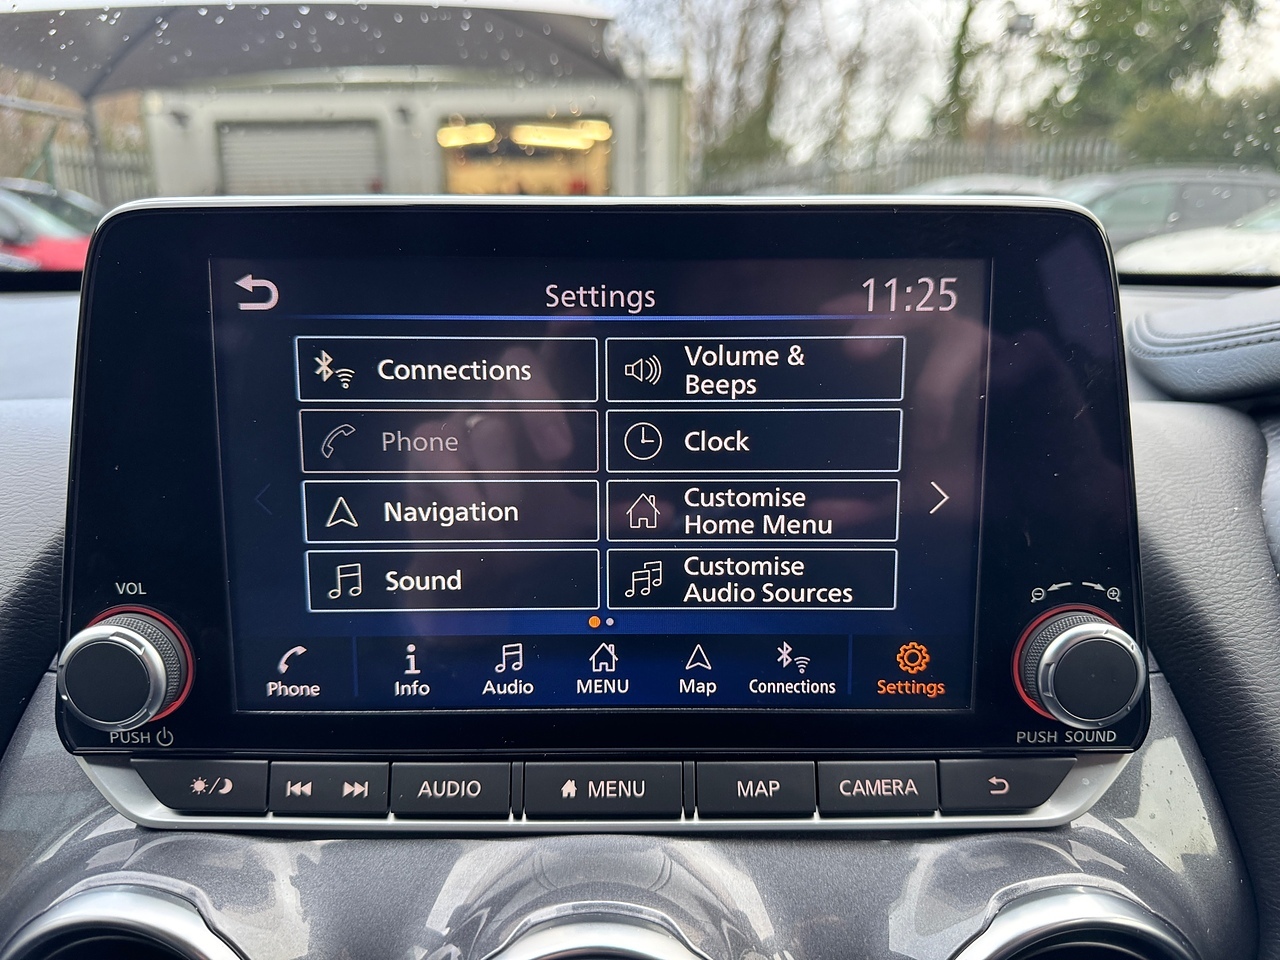 Settings
11:25
Connections
Volume &
Beeps
Phone
Clock
Navigation
Customise
Home Menu
Sound
Customise
Audio Sources
VOL
Phone
Info
Audio
MENU
Map
Connections
Settings
PUSH
PUSH SOUND
AUDIO
MENU
MAP
CAMERA